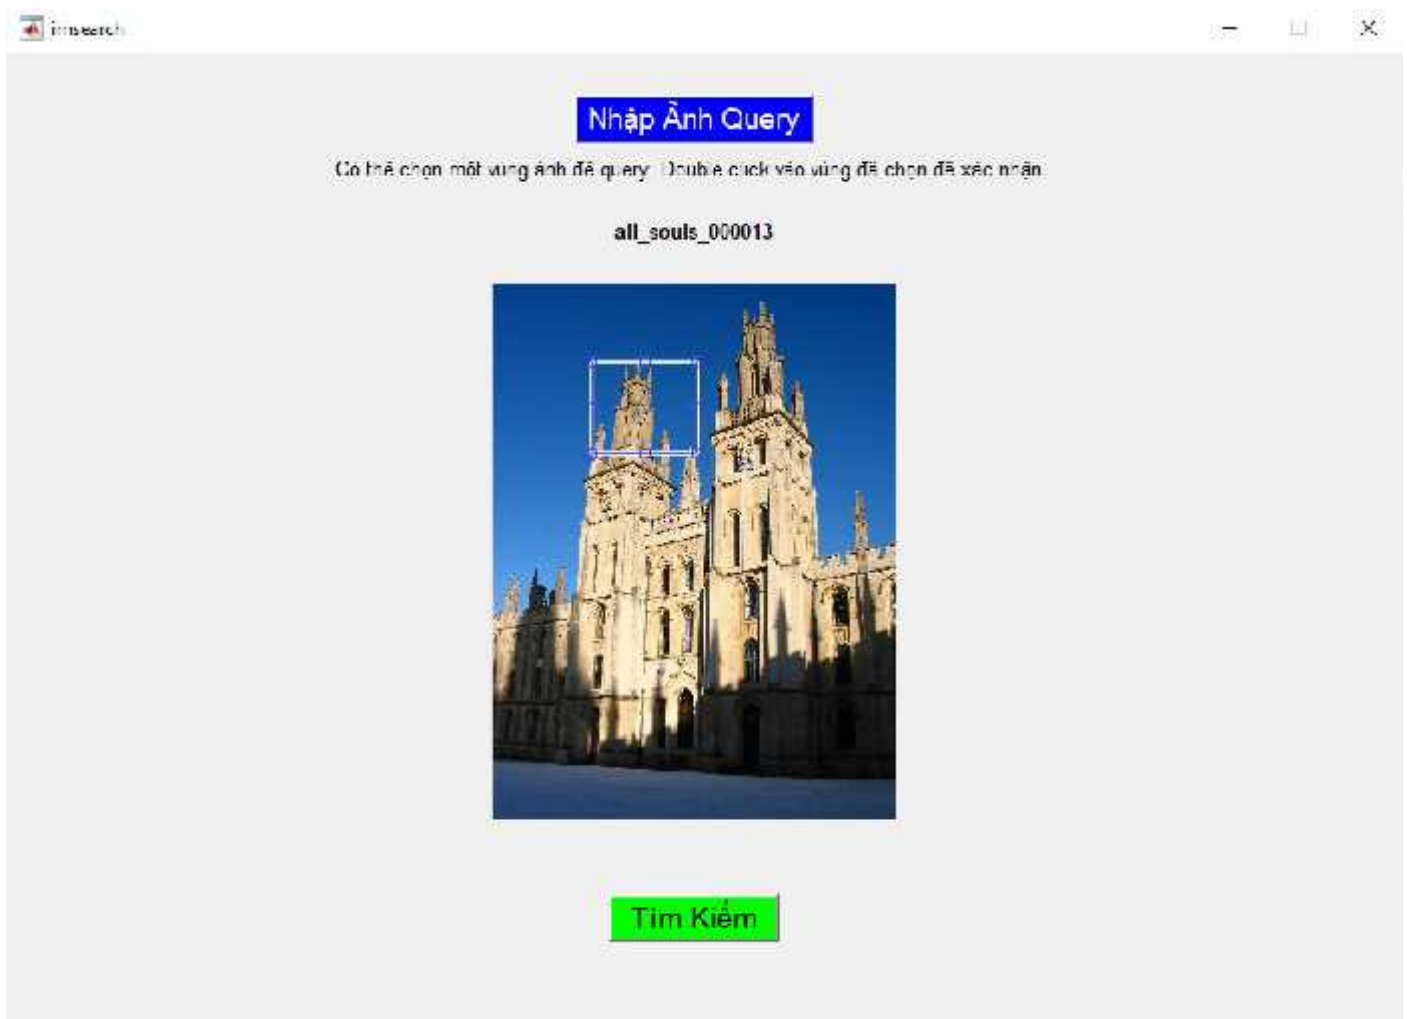 imsearch
Nhập Ảnh Query
Có thể chọn một vùng ảnh để query. Double click vào vùng đã chọn để xác nhận
all_souls_000013
Tìm Kiếm